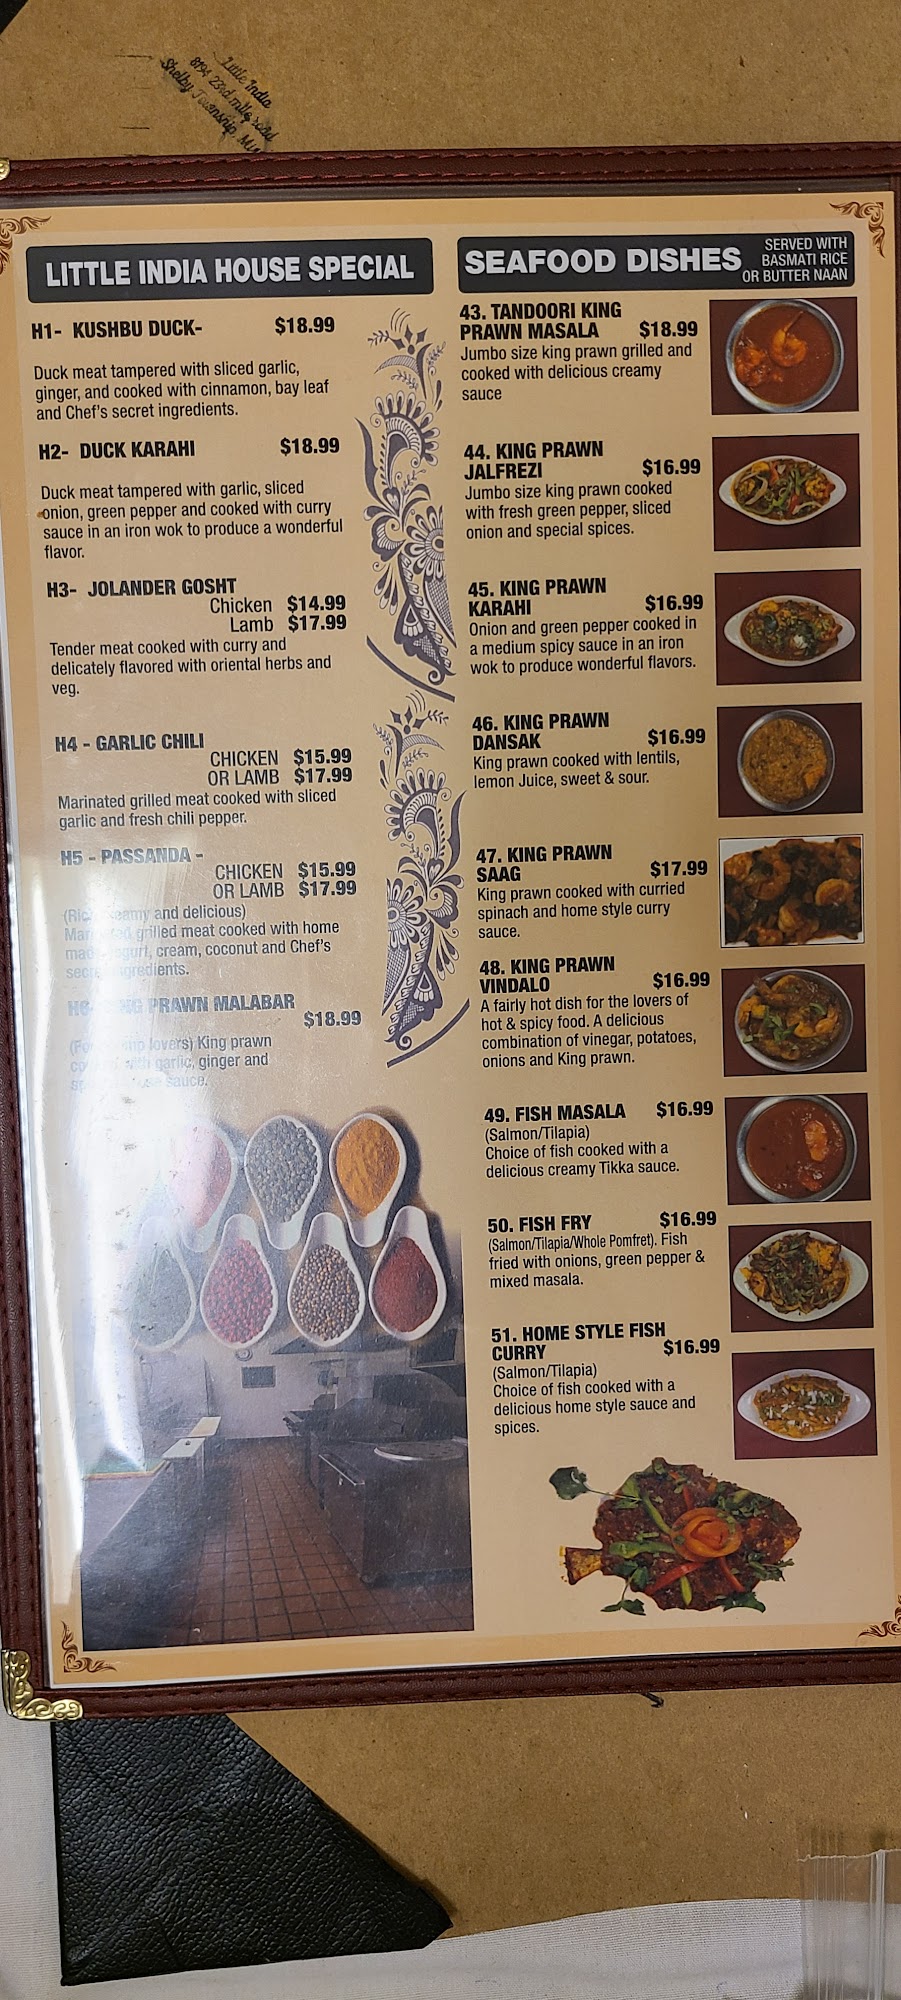 Little India
8194 23rd mile road
Shelby Township, MI
LITTLE INDIA HOUSE SPECIAL
H1- KUSHBU DUCK- $18.99
Duck meat tampered with sliced garlic,
ginger, and cooked with cinnamon, bay leaf
and Chef's secret ingredients.
H2- DUCK KARAHI $18.99
Duck meat tampered with garlic, sliced
onion, green pepper and cooked with curry
sauce in an iron wok to produce a wonderful
flavor.
H3- JOLANDER GOSHT
Chicken $14.99
Lamb $17.99
Tender meat cooked with curry and
delicately flavored with oriental herbs and
veg.
H4 - GARLIC CHILI
CHICKEN $15.99
OR LAMB $17.99
Marinated grilled meat cooked with sliced
garlic and fresh chili pepper.
H5 - PASSANDA -
CHICKEN $15.99
OR LAMB $17.99
(Rich creamy and delicious)
Marinated grilled meat cooked with home
made yogurt, cream, coconut and Chef's
secret ingredients.
H6- KING PRAWN MALABAR
$18.99
lovers) King prawn
cooked with garlic, ginger and
sauce.
SEAFOOD DISHES
SERVED WITH
BASMATI RICE
OR BUTTER NAAN
43. TANDOORI KING
PRAWN MASALA $18.99
Jumbo size king prawn grilled and
cooked with delicious creamy
sauce
44. KING PRAWN
JALFREZI $16.99
Jumbo size king prawn cooked
with fresh green pepper, sliced
onion and special spices.
45. KING PRAWN
KARAHI $16.99
Onion and green pepper cooked in
a medium spicy sauce in an iron
wok to produce wonderful flavors.
46. KING PRAWN
DANSAK $16.99
King prawn cooked with lentils,
lemon Juice, sweet & sour.
47. KING PRAWN
SAAG $17.99
King prawn cooked with curried
spinach and home style curry
sauce.
48. KING PRAWN
VINDALO $16.99
A fairly hot dish for the lovers of
hot & spicy food. A delicious
combination of vinegar, potatoes,
onions and King prawn.
49. FISH MASALA $16.99
(Salmon/Tilapia)
Choice of fish cooked with a
delicious creamy Tikka sauce.
50. FISH FRY $16.99
(Salmon/Tilapia/Whole Pomfret). Fish
fried with onions, green pepper &
mixed masala.
51. HOME STYLE FISH
CURRY $16.99
(Salmon/Tilapia)
Choice of fish cooked with a
delicious home style sauce and
spices.